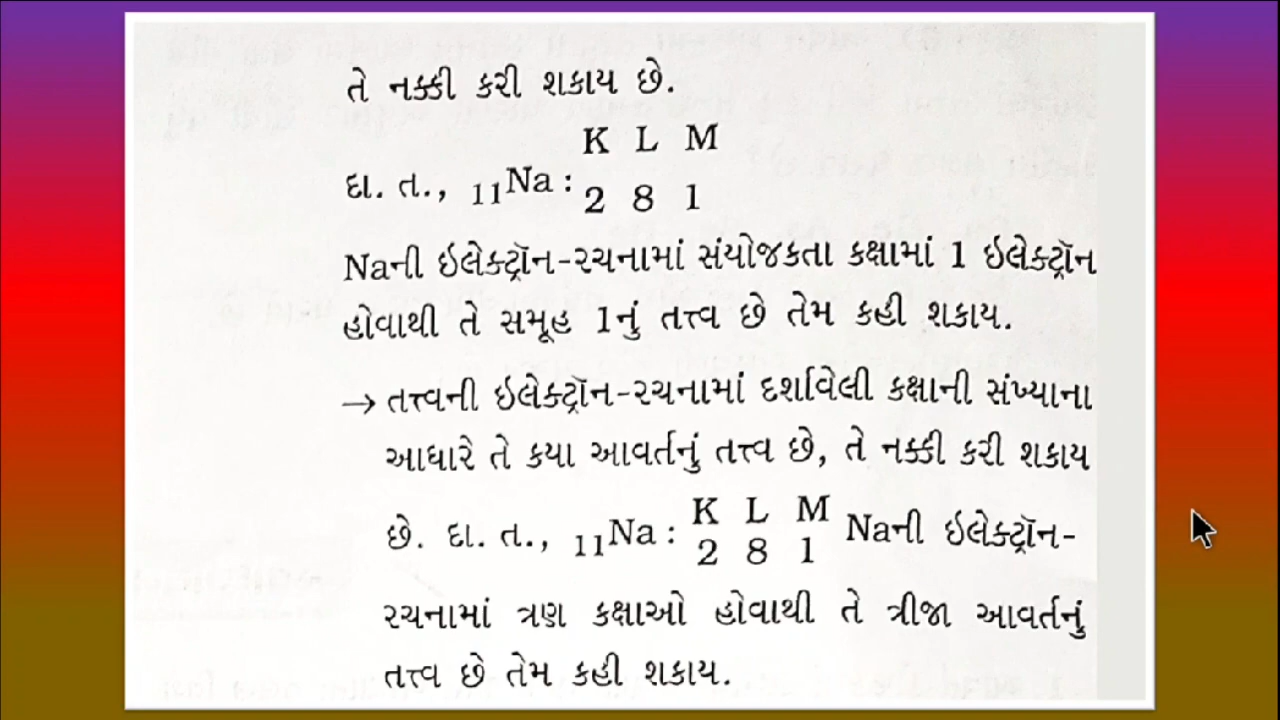 તે નક્કી કરી શકાય છે.
K L M
દા. ત., 11Na : 2 8 1
Naની ઇલેક્ટ્રૉન-રચનામાં સંયોજકતા કક્ષામાં 1 ઇલેક્ટ્રૉન
હોવાથી તે સમૂહ 1નું તત્ત્વ છે તેમ કહી શકાય.
→ તત્ત્વની ઇલેક્ટ્રૉન-રચનામાં દર્શાવેલી કક્ષાની સંખ્યાના
આધારે તે કયા આવર્તનું તત્ત્વ છે, તે નક્કી કરી શકાય
K L M
છે. દા. ત., 11Na : 2 8 1 Naની ઇલેક્ટ્રૉન-
રચનામાં ત્રણ કક્ષાઓ હોવાથી તે ત્રીજા આવર્તનું
તત્ત્વ છે તેમ કહી શકાય.